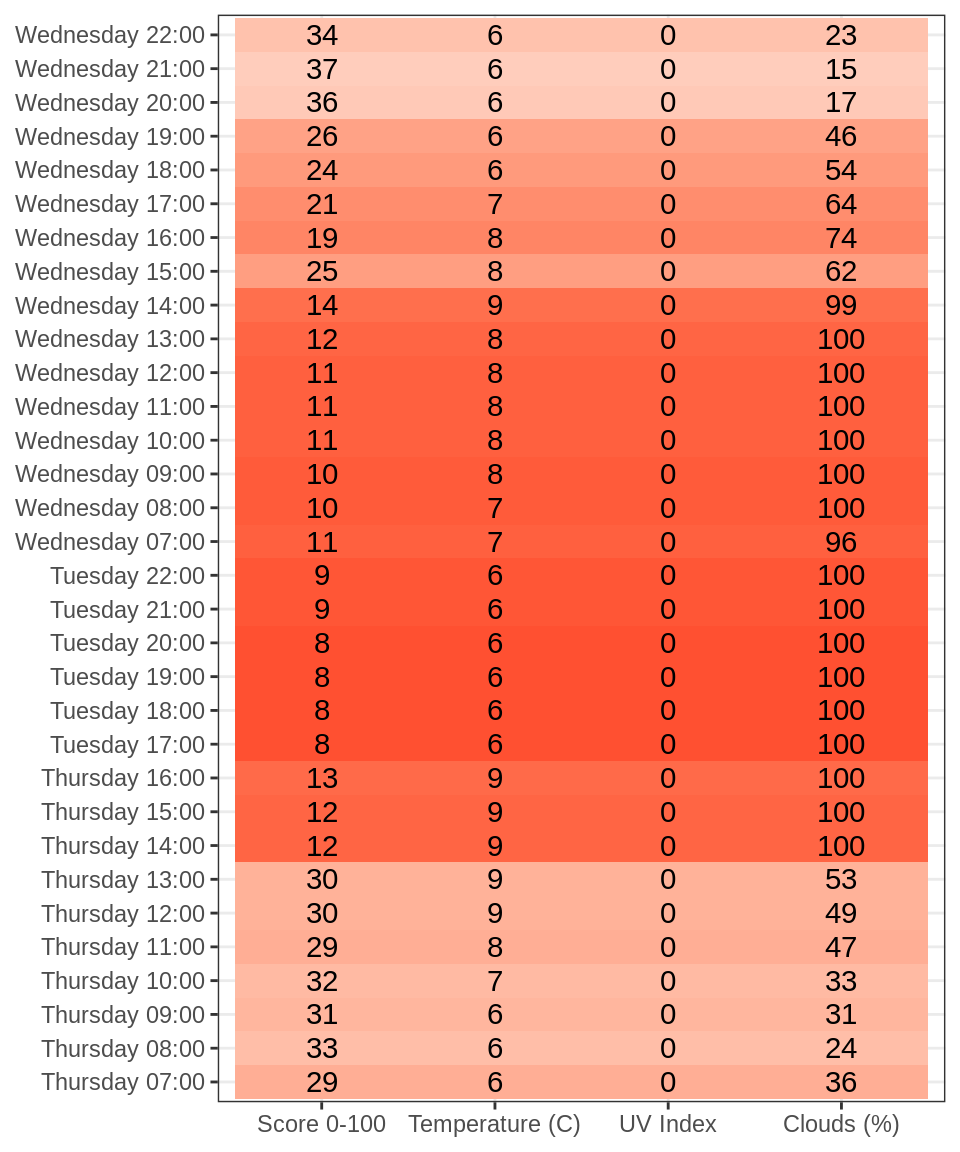 Wednesday 22:00 34 6 0 23
Wednesday 21:00 37 6 0 15
Wednesday 20:00 36 6 0 17
Wednesday 19:00 26 6 0 46
Wednesday 18:00 24 6 0 54
Wednesday 17:00 21 7 0 64
Wednesday 16:00 19 8 0 74
Wednesday 15:00 25 8 0 62
Wednesday 14:00 14 9 0 99
Wednesday 13:00 12 8 0 100
Wednesday 12:00 11 8 0 100
Wednesday 11:00 11 8 0 100
Wednesday 10:00 11 8 0 100
Wednesday 09:00 10 8 0 100
Wednesday 08:00 10 7 0 100
Wednesday 07:00 11 7 0 96
Tuesday 22:00 9 6 0 100
Tuesday 21:00 9 6 0 100
Tuesday 20:00 8 6 0 100
Tuesday 19:00 8 6 0 100
Tuesday 18:00 8 6 0 100
Tuesday 17:00 8 6 0 100
Thursday 16:00 13 9 0 100
Thursday 15:00 12 9 0 100
Thursday 14:00 12 9 0 100
Thursday 13:00 30 9 0 53
Thursday 12:00 30 9 0 49
Thursday 11:00 29 8 0 47
Thursday 10:00 32 7 0 33
Thursday 09:00 31 6 0 31
Thursday 08:00 33 6 0 24
Thursday 07:00 29 6 0 36
Score 0-100 Temperature (C) UV Index Clouds (%)